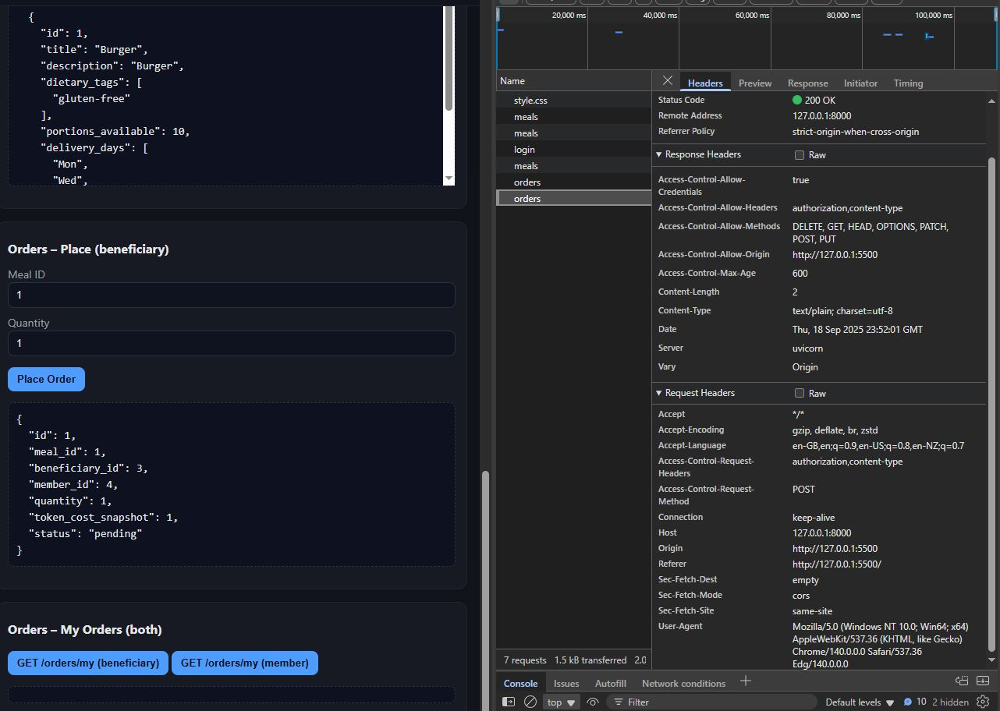 {
"id": 1,
"title": "Burger",
"description": "Burger",
"dietary_tags": [
"gluten-free"
],
"portions_available": 10,
"delivery_days": [
"Mon",
"Wed",
Orders – Place (beneficiary)
Meal ID
1
Quantity
1
Place Order
{
"id": 1,
"meal_id": 1,
"beneficiary_id": 3,
"member_id": 4,
"quantity": 1,
"token_cost_snapshot": 1,
"status": "pending"
}
Orders – My Orders (both)
GET /orders/my (beneficiary) GET /orders/my (member)
20,000 ms 40,000 ms 60,000 ms 80,000 ms 100,000 ms
Name
style.css
meals
meals
login
meals
orders
orders
7 requests 1.5 kB transferred 2.0
Headers Preview Response Initiator Timing
Status Code 200 OK
Remote Address 127.0.0.1:8000
Referrer Policy strict-origin-when-cross-origin
Response Headers Raw
Access-Control-Allow-Credentials true
Access-Control-Allow-Headers authorization,content-type
Access-Control-Allow-Methods DELETE, GET, HEAD, OPTIONS, PATCH,
POST, PUT
Access-Control-Allow-Origin http://127.0.0.1:5500
Access-Control-Max-Age 600
Content-Length 2
Content-Type text/plain; charset=utf-8
Date Thu, 18 Sep 2025 23:52:01 GMT
Server uvicorn
Vary Origin
Request Headers Raw
Accept */*
Accept-Encoding gzip, deflate, br, zstd
Accept-Language en-GB,en;q=0.9,en-US;q=0.8,en-NZ;q=0.7
Access-Control-Request-Headers authorization,content-type
Access-Control-Request-Method POST
Connection keep-alive
Host 127.0.0.1:8000
Origin http://127.0.0.1:5500
Referer http://127.0.0.1:5500/
Sec-Fetch-Dest empty
Sec-Fetch-Mode cors
Sec-Fetch-Site same-site
User-Agent Mozilla/5.0 (Windows NT 10.0; Win64; x64)
AppleWebKit/537.36 (KHTML, like Gecko)
Chrome/140.0.0.0 Safari/537.36
Edg/140.0.0.0
Console Issues Autofill Network conditions
top Filter Default levels 10 2 hidden